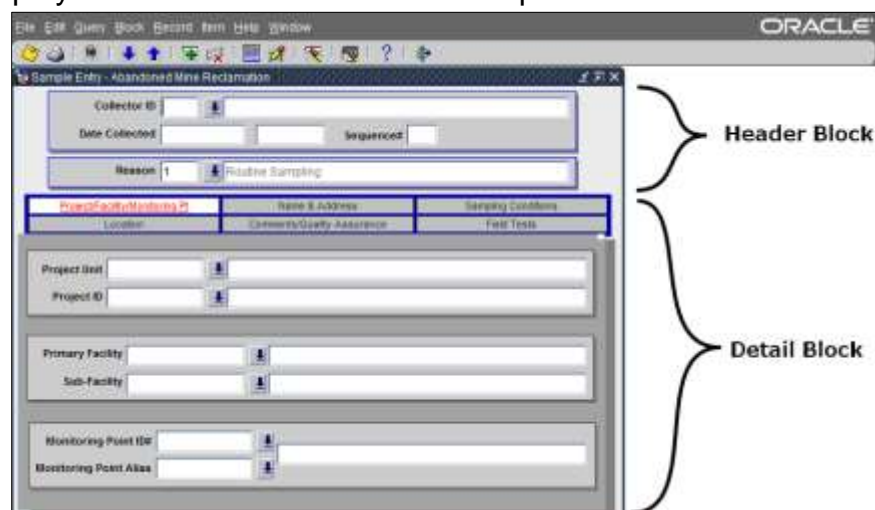 File Edit Query Block Record Item Help Window
ORACLE
Sample Entry - Abandoned Mine Reclamation
Collector ID
Date Collected
Sequence#
Header Block
Reason 1 Routine Sampling
Project/Facility/Monitoring Pt
Name & Address
Sampling Conditions
Location
Comments/Quality Assurance
Field Tests
Project Unit
Project ID
Primary Facility
Detail Block
Sub-Facility
Monitoring Point ID#
Monitoring Point Alias